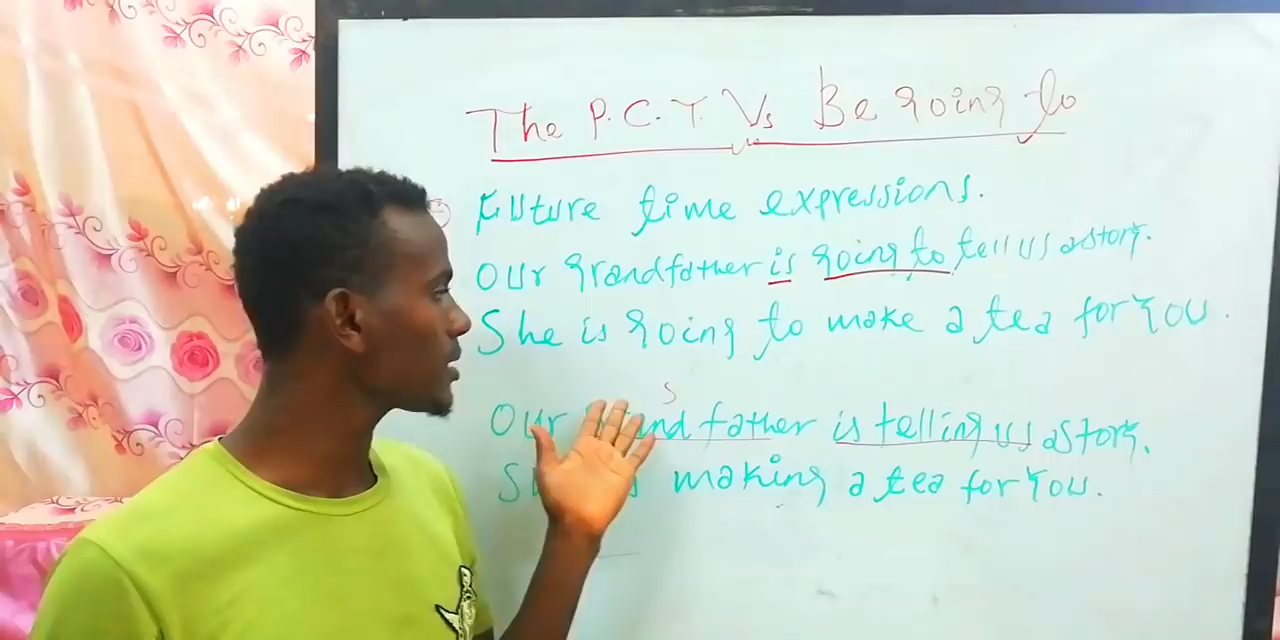 The P.C.T. Vs Be going to
Future time expressions.
Our grandfather is going to tell us a story.
She is going to make a tea for you.
S
Our father is telling us a story.
making a tea for you.